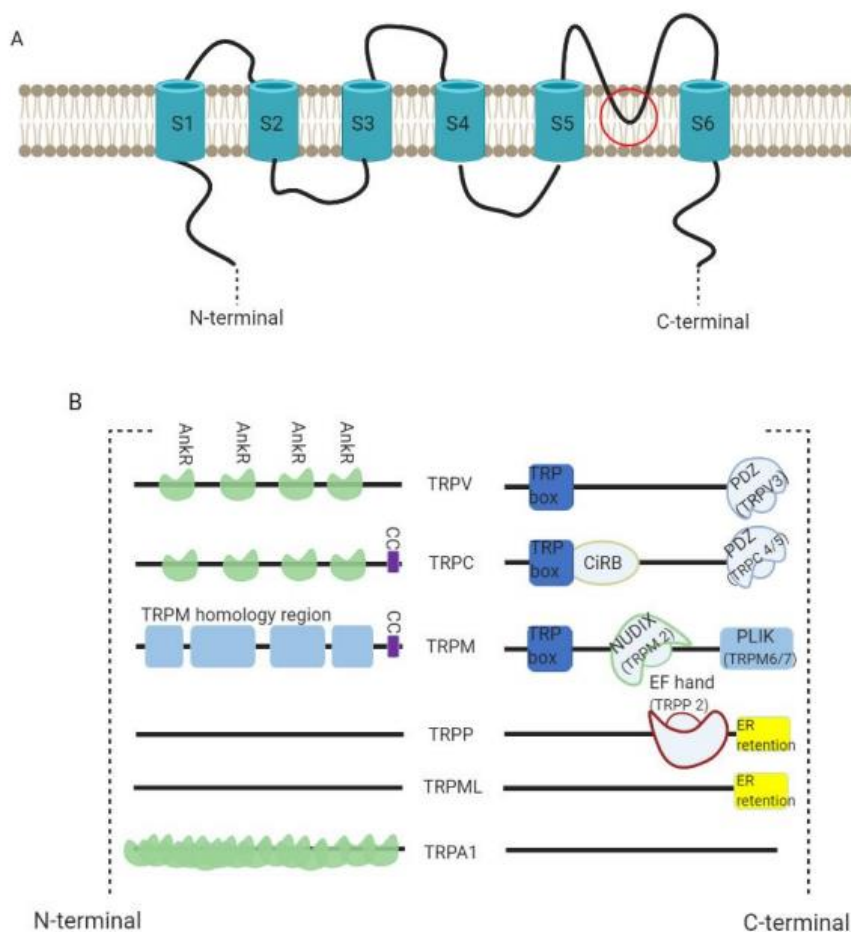 A
S1
S2
S3
S4
S5
S6
N-terminal
C-terminal
B
AnkR
AnkR
AnkR
AnkR
TRPV
TRP
box
PDZ
(TRPV3)
CC
TRPC
TRP
box
CiRB
PDZ
(TRPC 4/5)
TRPM homology region
CC
TRPM
TRP
box
NUDIX
(TRPM 2)
PLIK
(TRPM6/7)
EF hand
(TRPP 2)
TRPP
ER
retention
TRPML
ER
retention
TRPA1
N-terminal
C-terminal